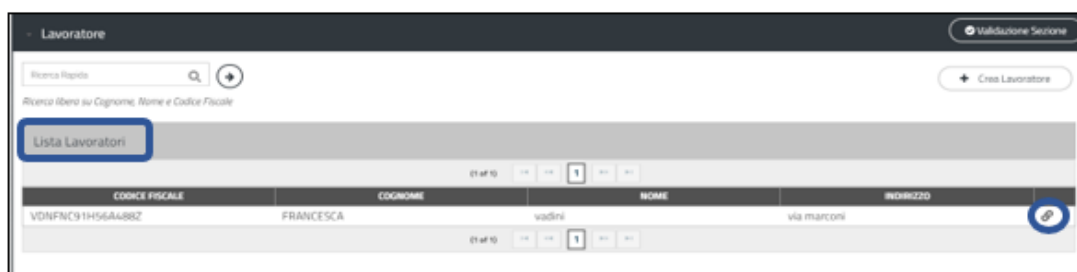 Lavoratore
Validazione Sezione
Ricerca Rapida
+ Crea Lavoratore
Ricerca libera su Cognome, Nome e Codice Fiscale
Lista Lavoratori
(1 of 1) 1
CODICE FISCALE COGNOME NOME INDIRIZZO
VDNFNC91H56A488Z FRANCESCA vadini via marconi
(1 of 1) 1